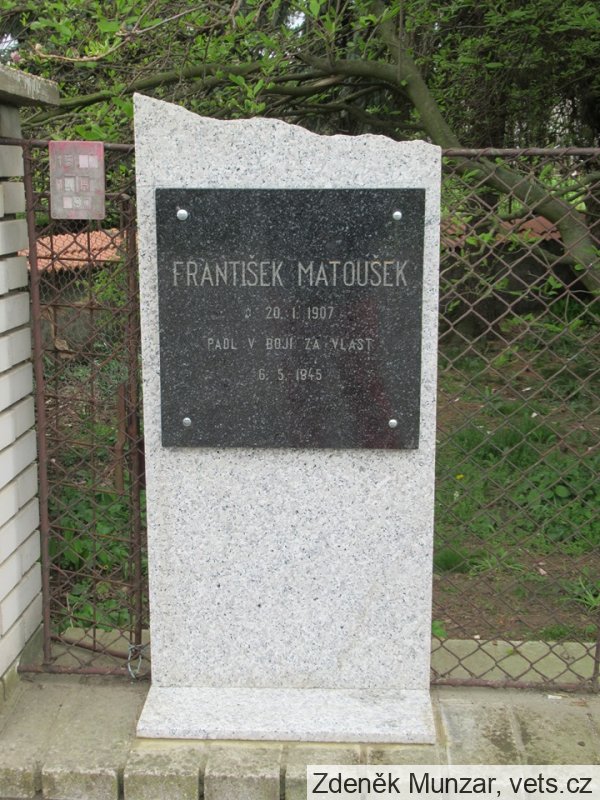 FRANTIŠEK MATOUŠEK
20. 1. 1907
PADL V BOJI ZA VLAST
6. 5. 1945
Zdeněk Munzar, vets.cz